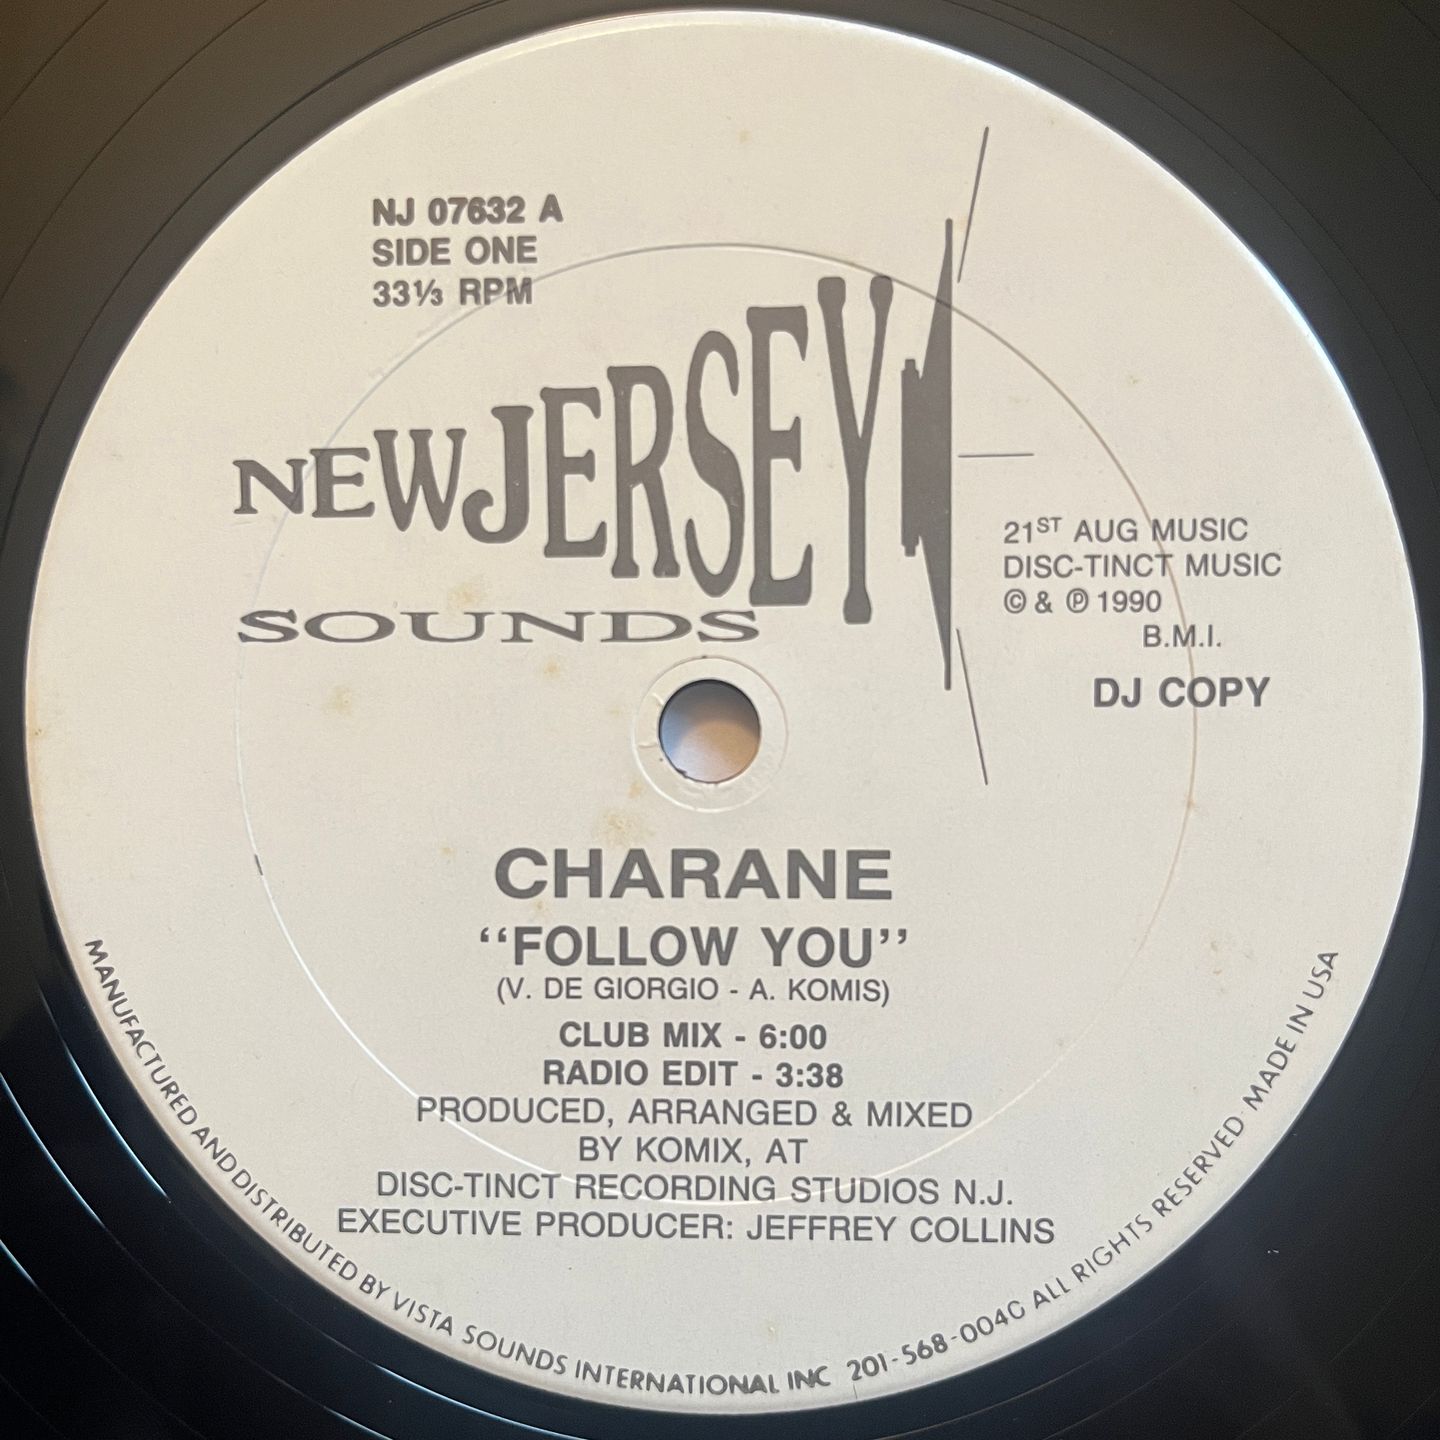 NJ 07632 A
SIDE ONE
33⅓ RPM
NEW JERSEY
SOUNDS
21ST AUG MUSIC
DISC-TINCT MUSIC
© & ℗ 1990
B.M.I.
DJ COPY
CHARANE
“FOLLOW YOU”
(V. DE GIORGIO - A. KOMIS)
CLUB MIX - 6:00
RADIO EDIT - 3:38
PRODUCED, ARRANGED & MIXED
BY KOMIX, AT
DISC-TINCT RECORDING STUDIOS N.J.
EXECUTIVE PRODUCER: JEFFREY COLLINS
MANUFACTURED AND DISTRIBUTED BY VISTA SOUNDS INTERNATIONAL INC 201-568-0040 ALL RIGHTS RESERVED MADE IN USA